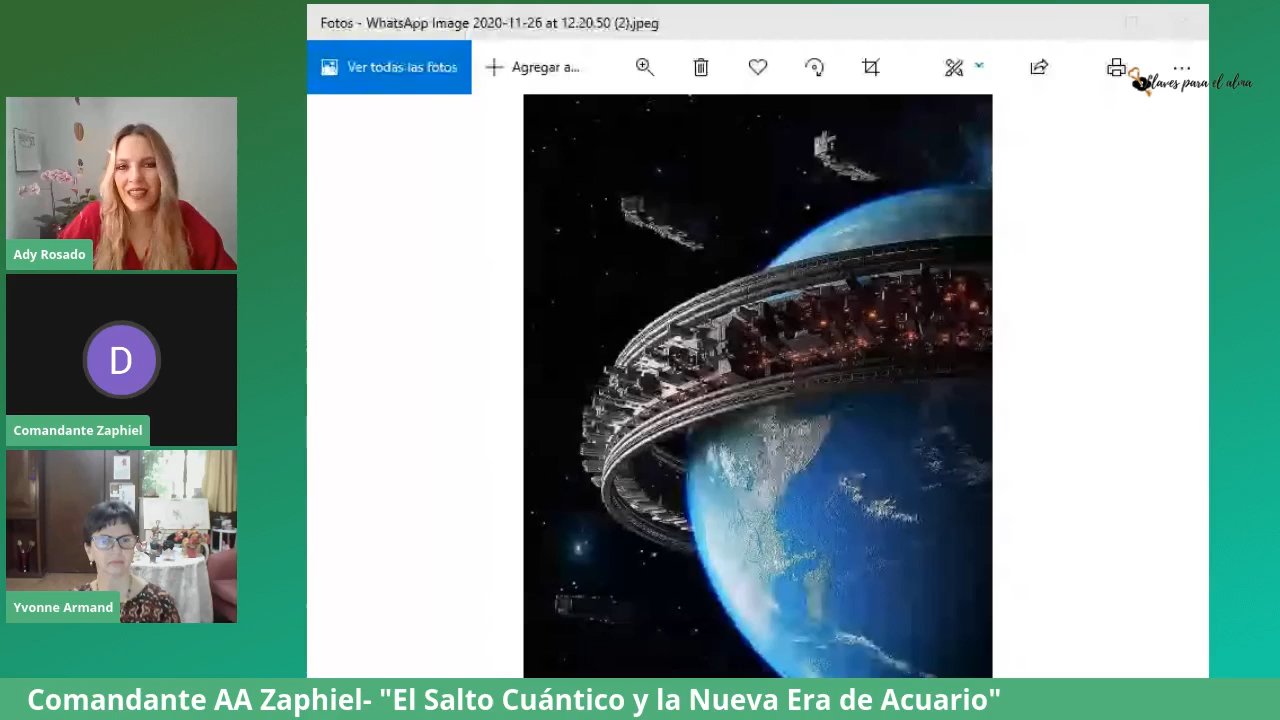 Fotos - WhatsApp Image 2020-11-26 at 12.20.50 (2).jpeg
Ver todas las fotos
Agregar a...
Claves para el alma
Ady Rosado
D
Comandante Zaphiel
Yvonne Armand
Comandante AA Zaphiel- "El Salto Cuántico y la Nueva Era de Acuario"